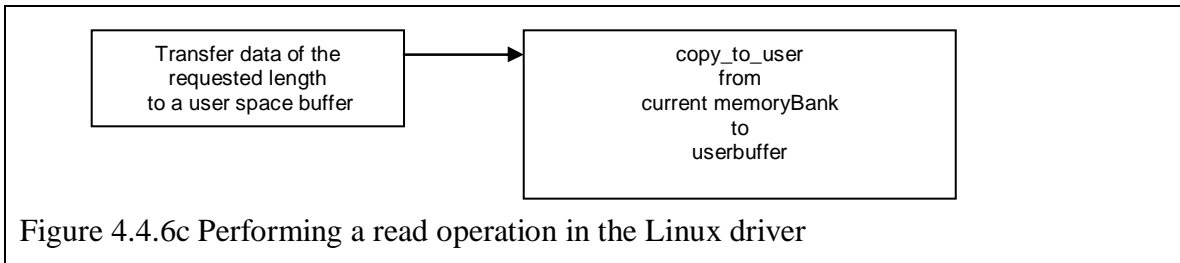 Transfer data of the
requested length
to a user space buffer
copy_to_user
from
current memoryBank
to
userbuffer
Figure 4.4.6c Performing a read operation in the Linux driver